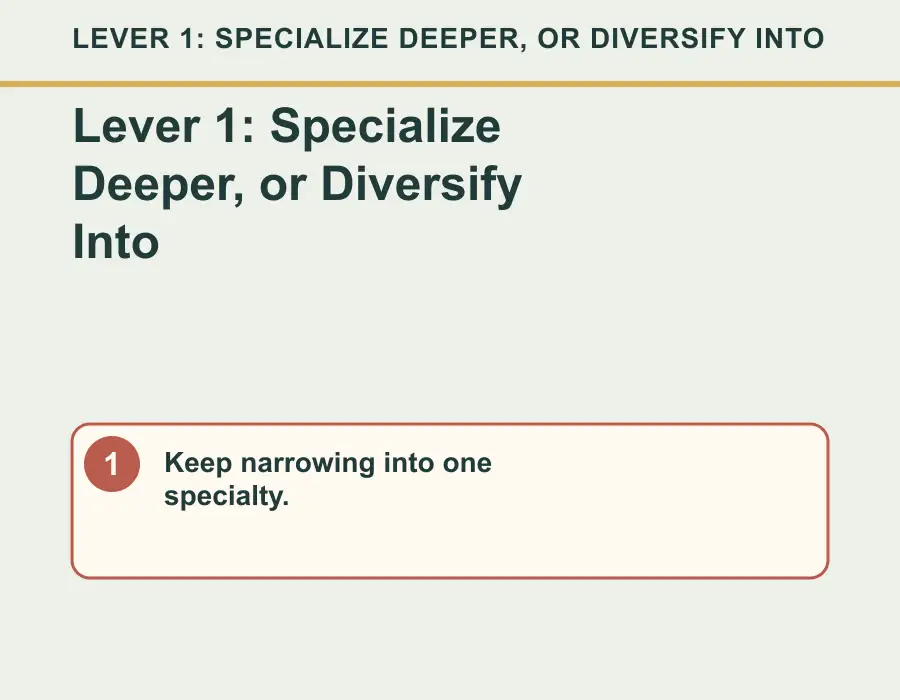 LEVER 1: SPECIALIZE DEEPER, OR DIVERSIFY INTO
Lever 1: Specialize
Deeper, or Diversify
Into
1
Keep narrowing into one
specialty.